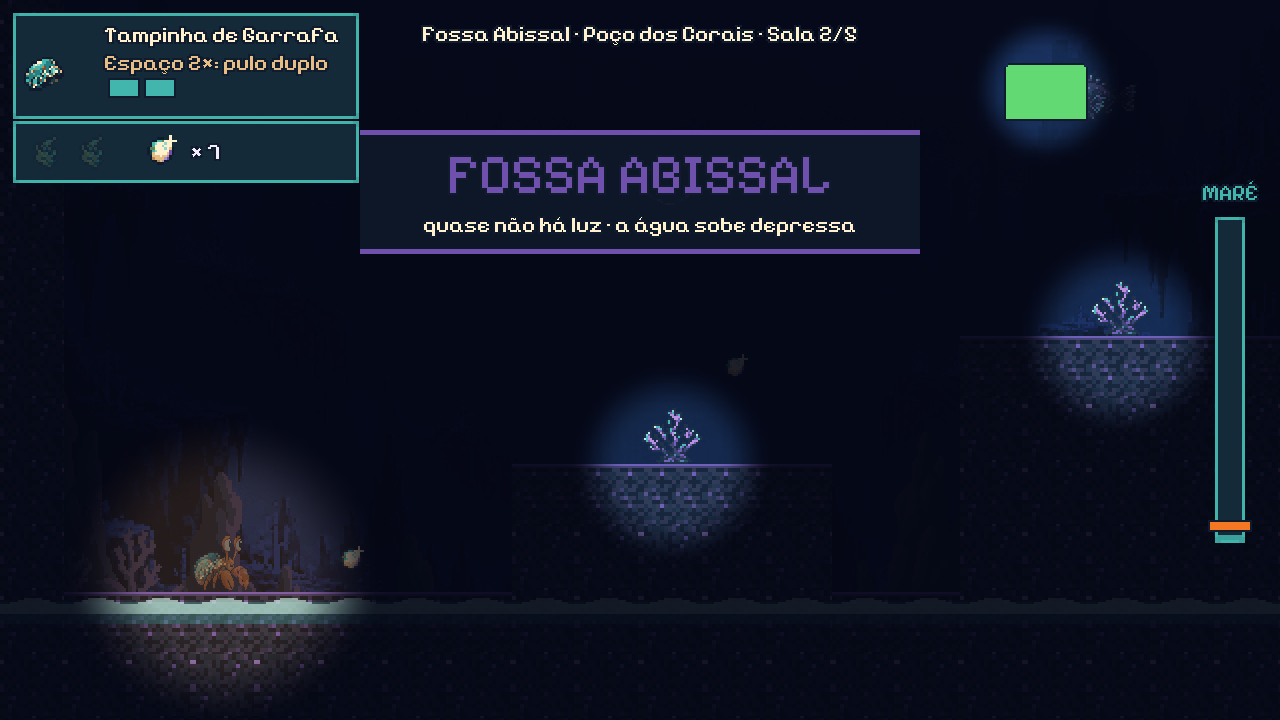 Tampinha de Garrafa
Espaço 2×: pulo duplo
× 7
Fossa Abissal · Poço dos Corais · Sala 2/8
FOSSA ABISSAL
quase não há luz · a água sobe depressa
MARÉ